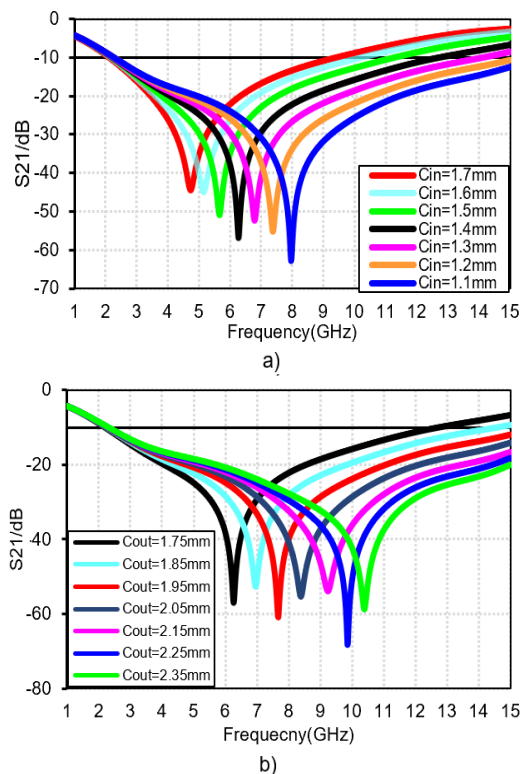 0
-10
-20
-30
-40
-50
-60
-70
S21/dB
Cin=1.7mm
Cin=1.6mm
Cin=1.5mm
Cin=1.4mm
Cin=1.3mm
Cin=1.2mm
Cin=1.1mm
1 2 3 4 5 6 7 8 9 10 11 12 13 14 15
Frequency(GHz)
a)
0
-20
-40
-60
-80
S21/dB
Cout=1.75mm
Cout=1.85mm
Cout=1.95mm
Cout=2.05mm
Cout=2.15mm
Cout=2.25mm
Cout=2.35mm
1 2 3 4 5 6 7 8 9 10 11 12 13 14 15
Frequecny(GHz)
b)